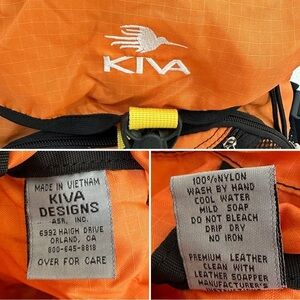 KIVA
MADE IN VIETNAM
KIVA
DESIGNS
ASR. INC.
6992 HAIGH DRIVE
ORLAND, CA
800-645-8818
OVER FOR CARE
100% NYLON
WASH BY HAND
COOL WATER
MILD SOAP
DO NOT BLEACH
DRIP DRY
NO IRON
PREMIUM LEATHER
CLEAN WITH
LEATHER SOAP
PER
MANUFACTURER'S